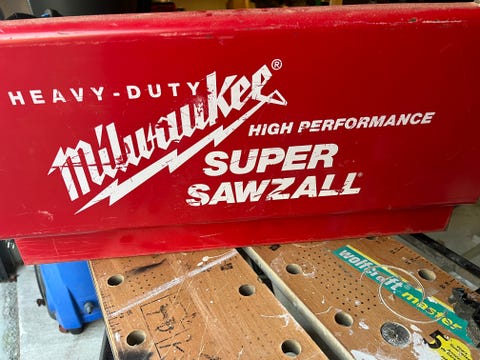 HEAVY-DUTY
Milwaukee®
HIGH PERFORMANCE
SUPER
SAWZALL®
wolfcraft®
master